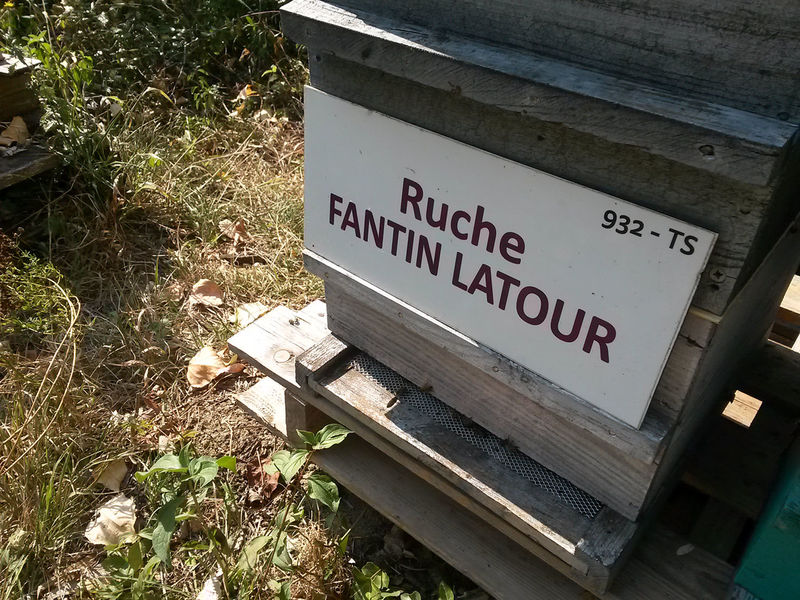 932 - TS
Ruche
FANTIN LATOUR